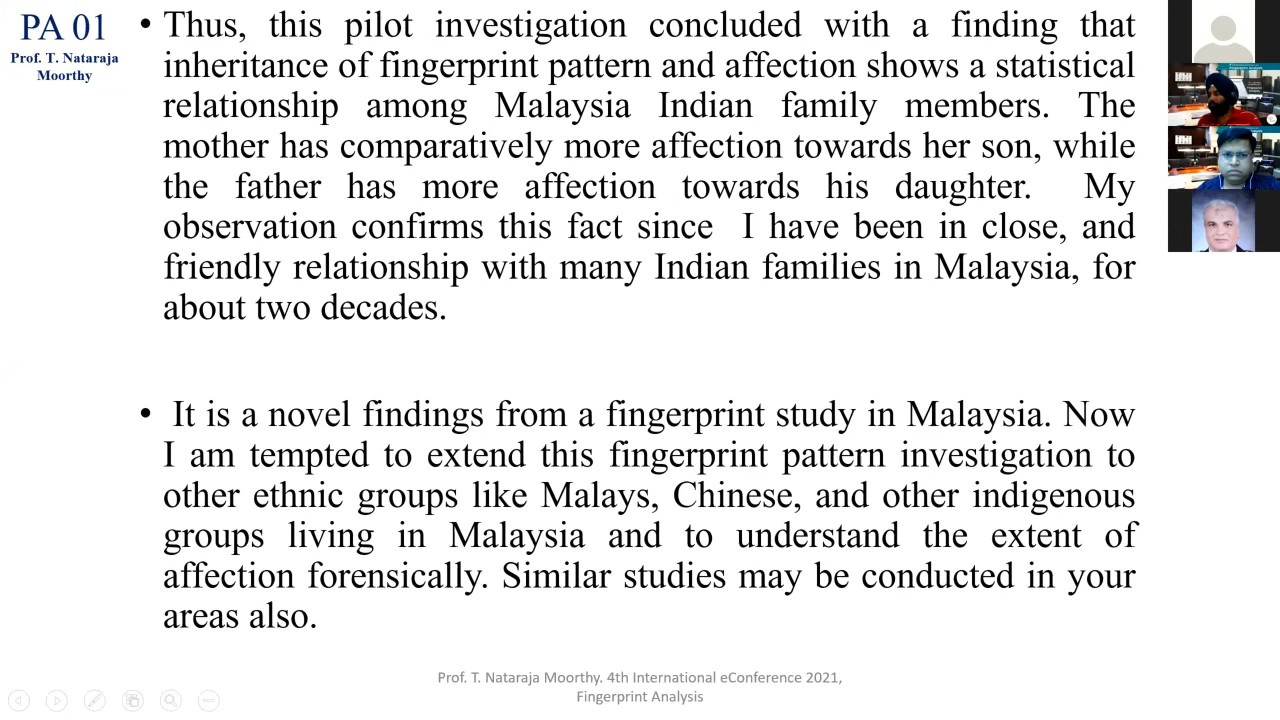 PA 01
Prof. T. Nataraja
Moorthy
• Thus, this pilot investigation concluded with a finding that
inheritance of fingerprint pattern and affection shows a statistical
relationship among Malaysia Indian family members. The
mother has comparatively more affection towards her son, while
the father has more affection towards his daughter. My
observation confirms this fact since I have been in close, and
friendly relationship with many Indian families in Malaysia, for
about two decades.
• It is a novel findings from a fingerprint study in Malaysia. Now
I am tempted to extend this fingerprint pattern investigation to
other ethnic groups like Malays, Chinese, and other indigenous
groups living in Malaysia and to understand the extent of
affection forensically. Similar studies may be conducted in your
areas also.
Prof. T. Nataraja Moorthy. 4th International eConference 2021,
Fingerprint Analysis